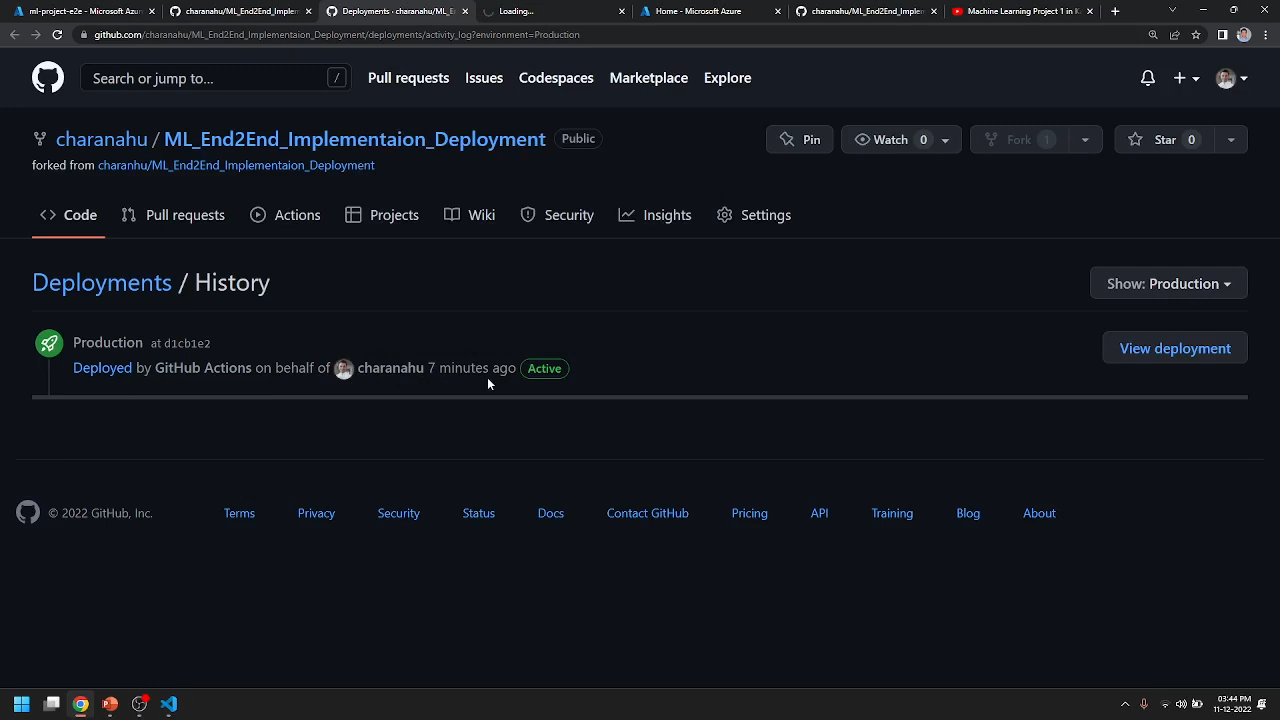 ml-project-e2e - Microsoft Azure
charanahu/ML_End2End_Implem
Deployments · charanahu/ML_E
Loading...
Home - Microsoft Azure
charanahu/ML_End2End_Implem
Machine Learning Project 1 in K
github.com/charanahu/ML_End2End_Implementaion_Deployment/deployments/activity_log?environment=Production
Search or jump to...
/
Pull requests
Issues
Codespaces
Marketplace
Explore
charanahu / ML_End2End_Implementaion_Deployment
Public
Pin
Watch 0
Fork 1
Star 0
forked from charanhu/ML_End2End_Implementaion_Deployment
Code
Pull requests
Actions
Projects
Wiki
Security
Insights
Settings
Deployments / History
Show: Production
Production at d1cb1e2
Deployed by GitHub Actions on behalf of charanahu 7 minutes ago Active
View deployment
© 2022 GitHub, Inc.
Terms
Privacy
Security
Status
Docs
Contact GitHub
Pricing
API
Training
Blog
About
03:44 PM
11-12-2022